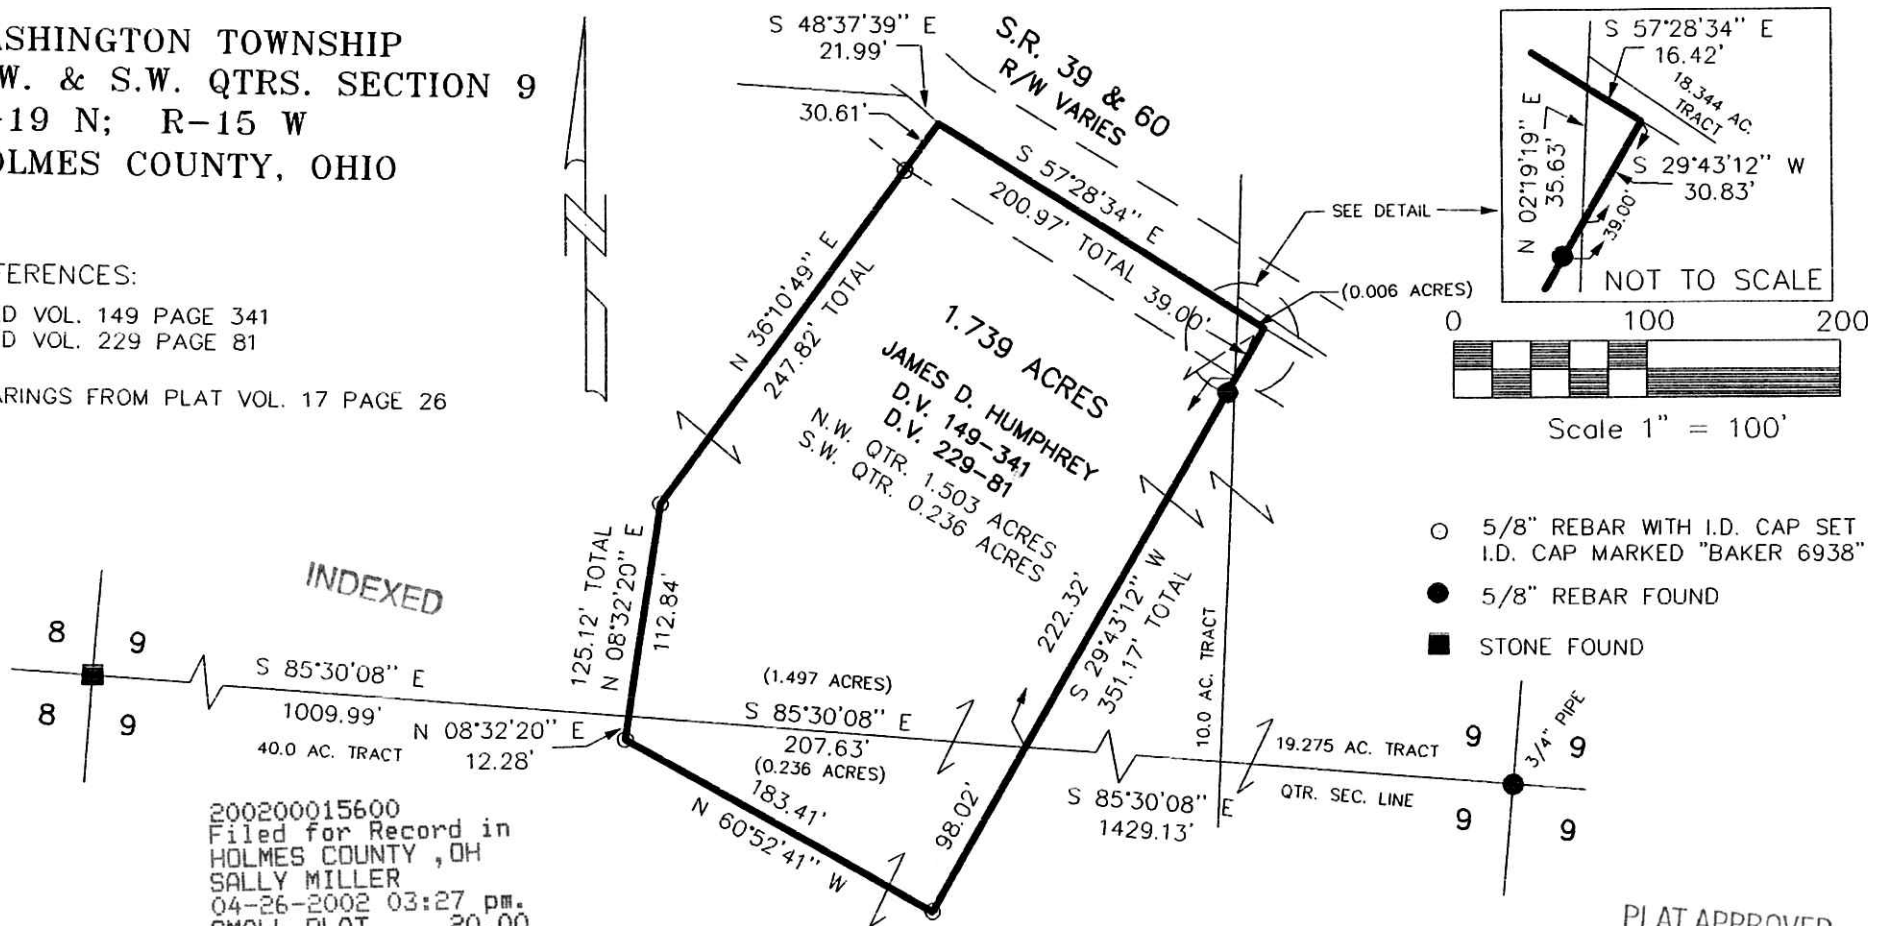 ASHINGTON TOWNSHIP
.W. & S.W. QTRS. SECTION 9
-19 N; R-15 W
OLMES COUNTY, OHIO
FERENCES:
D VOL. 149 PAGE 341
D VOL. 229 PAGE 81
ARINGS FROM PLAT VOL. 17 PAGE 26
S 48°37'39" E
21.99'
30.61'
S.R. 39 & 60
R/W VARIES
S 57°28'34" E
200.97' TOTAL
39.00'
SEE DETAIL
(0.006 ACRES)
S 57°28'34" E
16.42'
18.344 AC.
TRACT
N 02°19'19" E
35.63'
S 29°43'12" W
30.83'
39.00'
NOT TO SCALE
0 100 200
Scale 1" = 100'
N 36°10'49" E
247.82' TOTAL
1.739 ACRES
JAMES D. HUMPHREY
D.V. 149-341
D.V. 229-81
N.W. QTR. 1.503 ACRES
S.W. QTR. 0.236 ACRES
5/8" REBAR WITH I.D. CAP SET
I.D. CAP MARKED "BAKER 6938"
5/8" REBAR FOUND
STONE FOUND
INDEXED
125.12' TOTAL
N 08°32'20" E
112.84'
222.32'
S 29°43'12" W
351.17' TOTAL
10.0 AC. TRACT
8 9
8 9
S 85°30'08" E
1009.99'
40.0 AC. TRACT
N 08°32'20" E
12.28'
(1.497 ACRES)
S 85°30'08" E
207.63'
(0.236 ACRES)
183.41'
N 60°52'41" W
98.02'
S 85°30'08" E
1429.13'
19.275 AC. TRACT
QTR. SEC. LINE
3/4" PIPE
9 9
9 9
200200015600
Filed for Record in
HOLMES COUNTY ,OH
SALLY MILLER
04-26-2002 03:27 pm.
SMALL PLAT 20.00
PLAT APPROVED